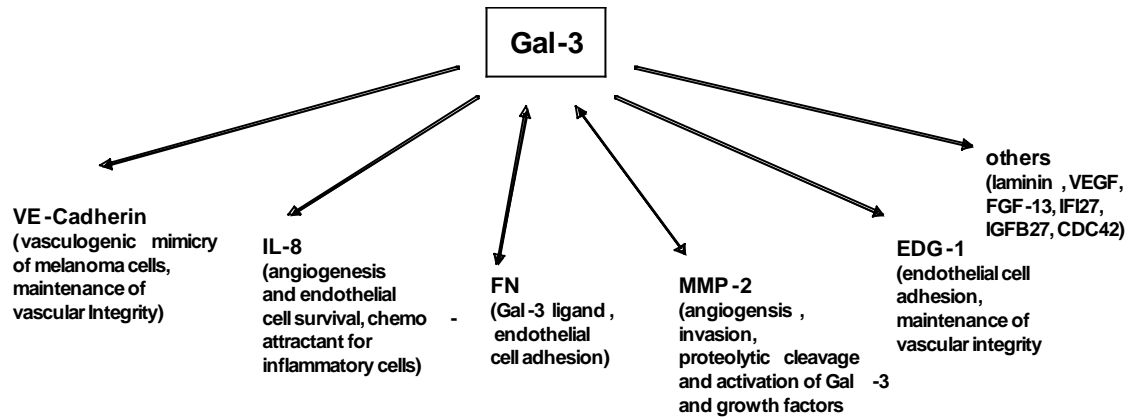 Gal-3
VE-Cadherin
(vasculogenic mimicry
of melanoma cells,
maintenance of
vascular Integrity)
IL-8
(angiogenesis
and endothelial
cell survival, chemo -
attractant for
inflammatory cells)
FN
(Gal-3 ligand ,
endothelial
cell adhesion)
MMP-2
(angiogensis ,
invasion,
proteolytic cleavage
and activation of Gal -3
and growth factors
EDG-1
(endothelial cell
adhesion,
maintenance of
vascular integrity
others
(laminin , VEGF,
FGF-13, IFI27,
IGFB27, CDC42)